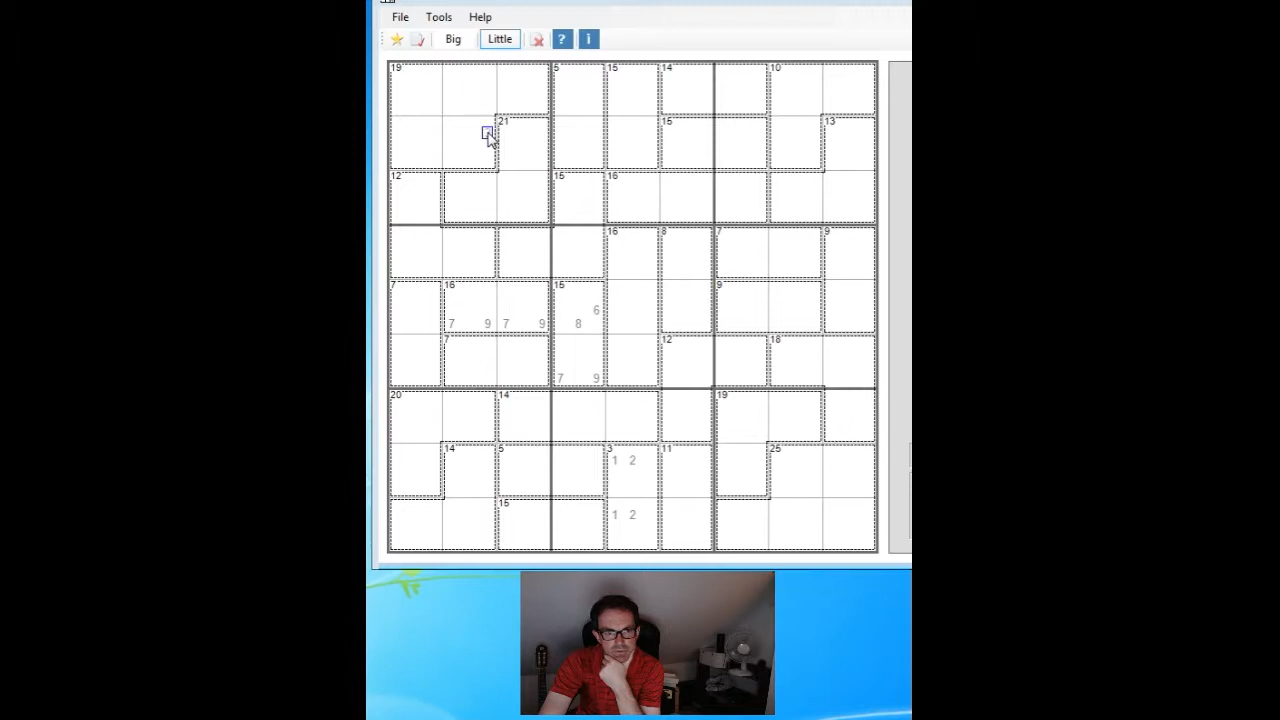 File Tools Help
Big Little ? i
19 5 15 14 10
21 15 13
12 15 16
16 8 7 9
7 16 15 9
6
7 9 7 9 8
7 12 18
7 9
20 14 19
14 5 3 11 25
1 2
15
1 2